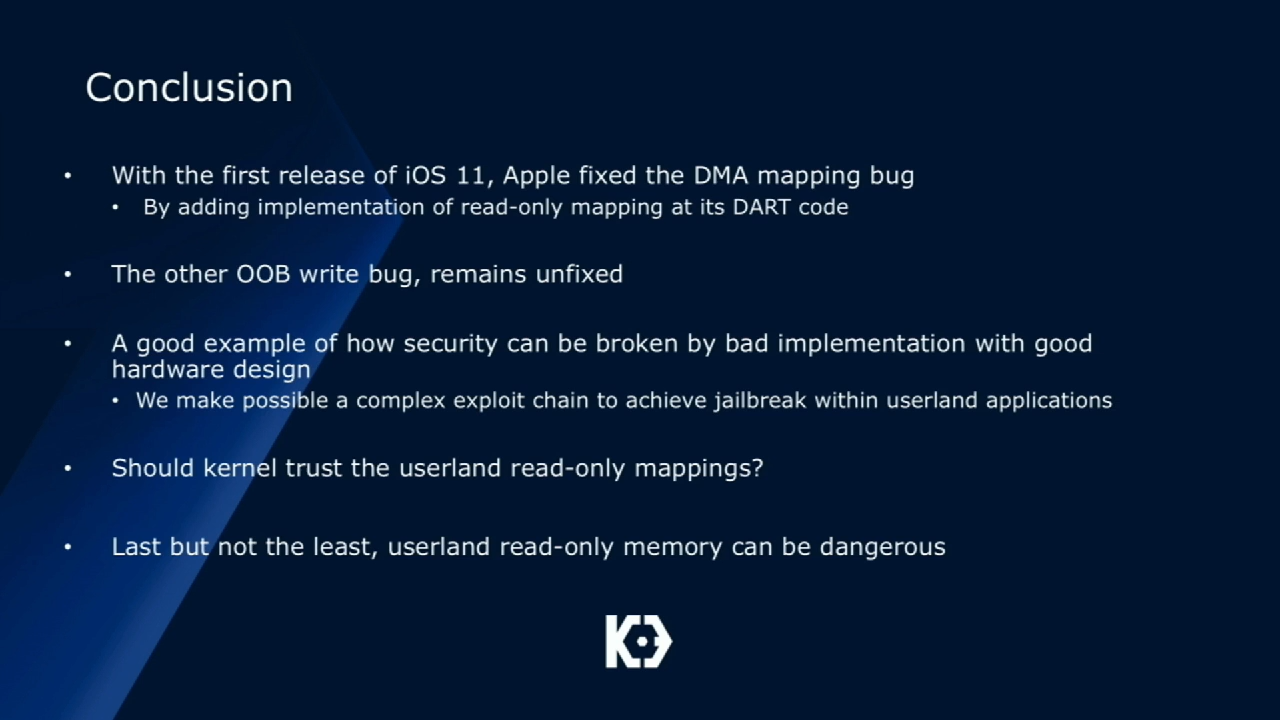 Conclusion
• With the first release of iOS 11, Apple fixed the DMA mapping bug
• By adding implementation of read-only mapping at its DART code
• The other OOB write bug, remains unfixed
• A good example of how security can be broken by bad implementation with good
hardware design
• We make possible a complex exploit chain to achieve jailbreak within userland applications
• Should kernel trust the userland read-only mappings?
• Last but not the least, userland read-only memory can be dangerous